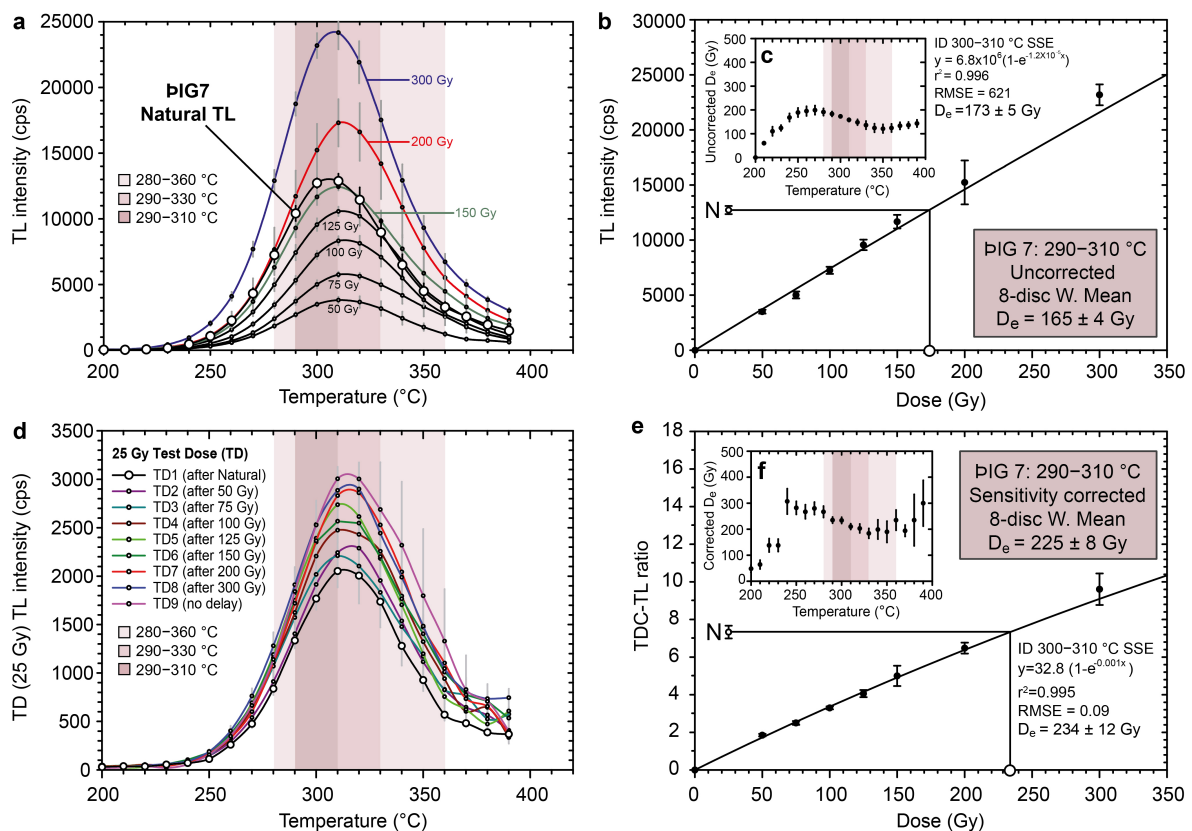 a
30000
25000
20000
15000
10000
5000
0
TL intensity (cps)
ÞIG7
Natural TL
280−360 °C
290−330 °C
290−310 °C
300 Gy
200 Gy
150 Gy
125 Gy
100 Gy
75 Gy
50 Gy
200 250 300 350 400
Temperature (°C)
b
30000
25000
20000
15000
10000
5000
0
TL intensity (cps)
c
500
400
300
200
100
0
Uncorrected De (Gy)
200 250 300 350 400
Temperature (°C)
ID 300−310 °C SSE
y = 6.8x10⁶(1-e^-1.2X10⁻⁵x)
r² = 0.996
RMSE = 621
De =173 ± 5 Gy
N
ÞIG 7: 290−310 °C
Uncorrected
8-disc W. Mean
De = 165 ± 4 Gy
0 50 100 150 200 250 300 350
Dose (Gy)
d
3500
3000
2500
2000
1500
1000
500
0
TD (25 Gy) TL intensity (cps)
25 Gy Test Dose (TD)
TD1 (after Natural)
TD2 (after 50 Gy)
TD3 (after 75 Gy)
TD4 (after 100 Gy)
TD5 (after 125 Gy)
TD6 (after 150 Gy)
TD7 (after 200 Gy)
TD8 (after 300 Gy)
TD9 (no delay)
280−360 °C
290−330 °C
290−310 °C
200 250 300 350 400
Temperature (°C)
e
18
16
14
12
10
8
6
4
2
0
TDC-TL ratio
f
500
400
300
200
100
0
Corrected De (Gy)
200 250 300 350 400
Temperature (°C)
ÞIG 7: 290−310 °C
Sensitivity corrected
8-disc W. Mean
De = 225 ± 8 Gy
N
ID 300−310 °C SSE
y=32.8 (1-e^-0.001x)
r²=0.995
RMSE = 0.09
De = 234 ± 12 Gy
0 50 100 150 200 250 300 350
Dose (Gy)